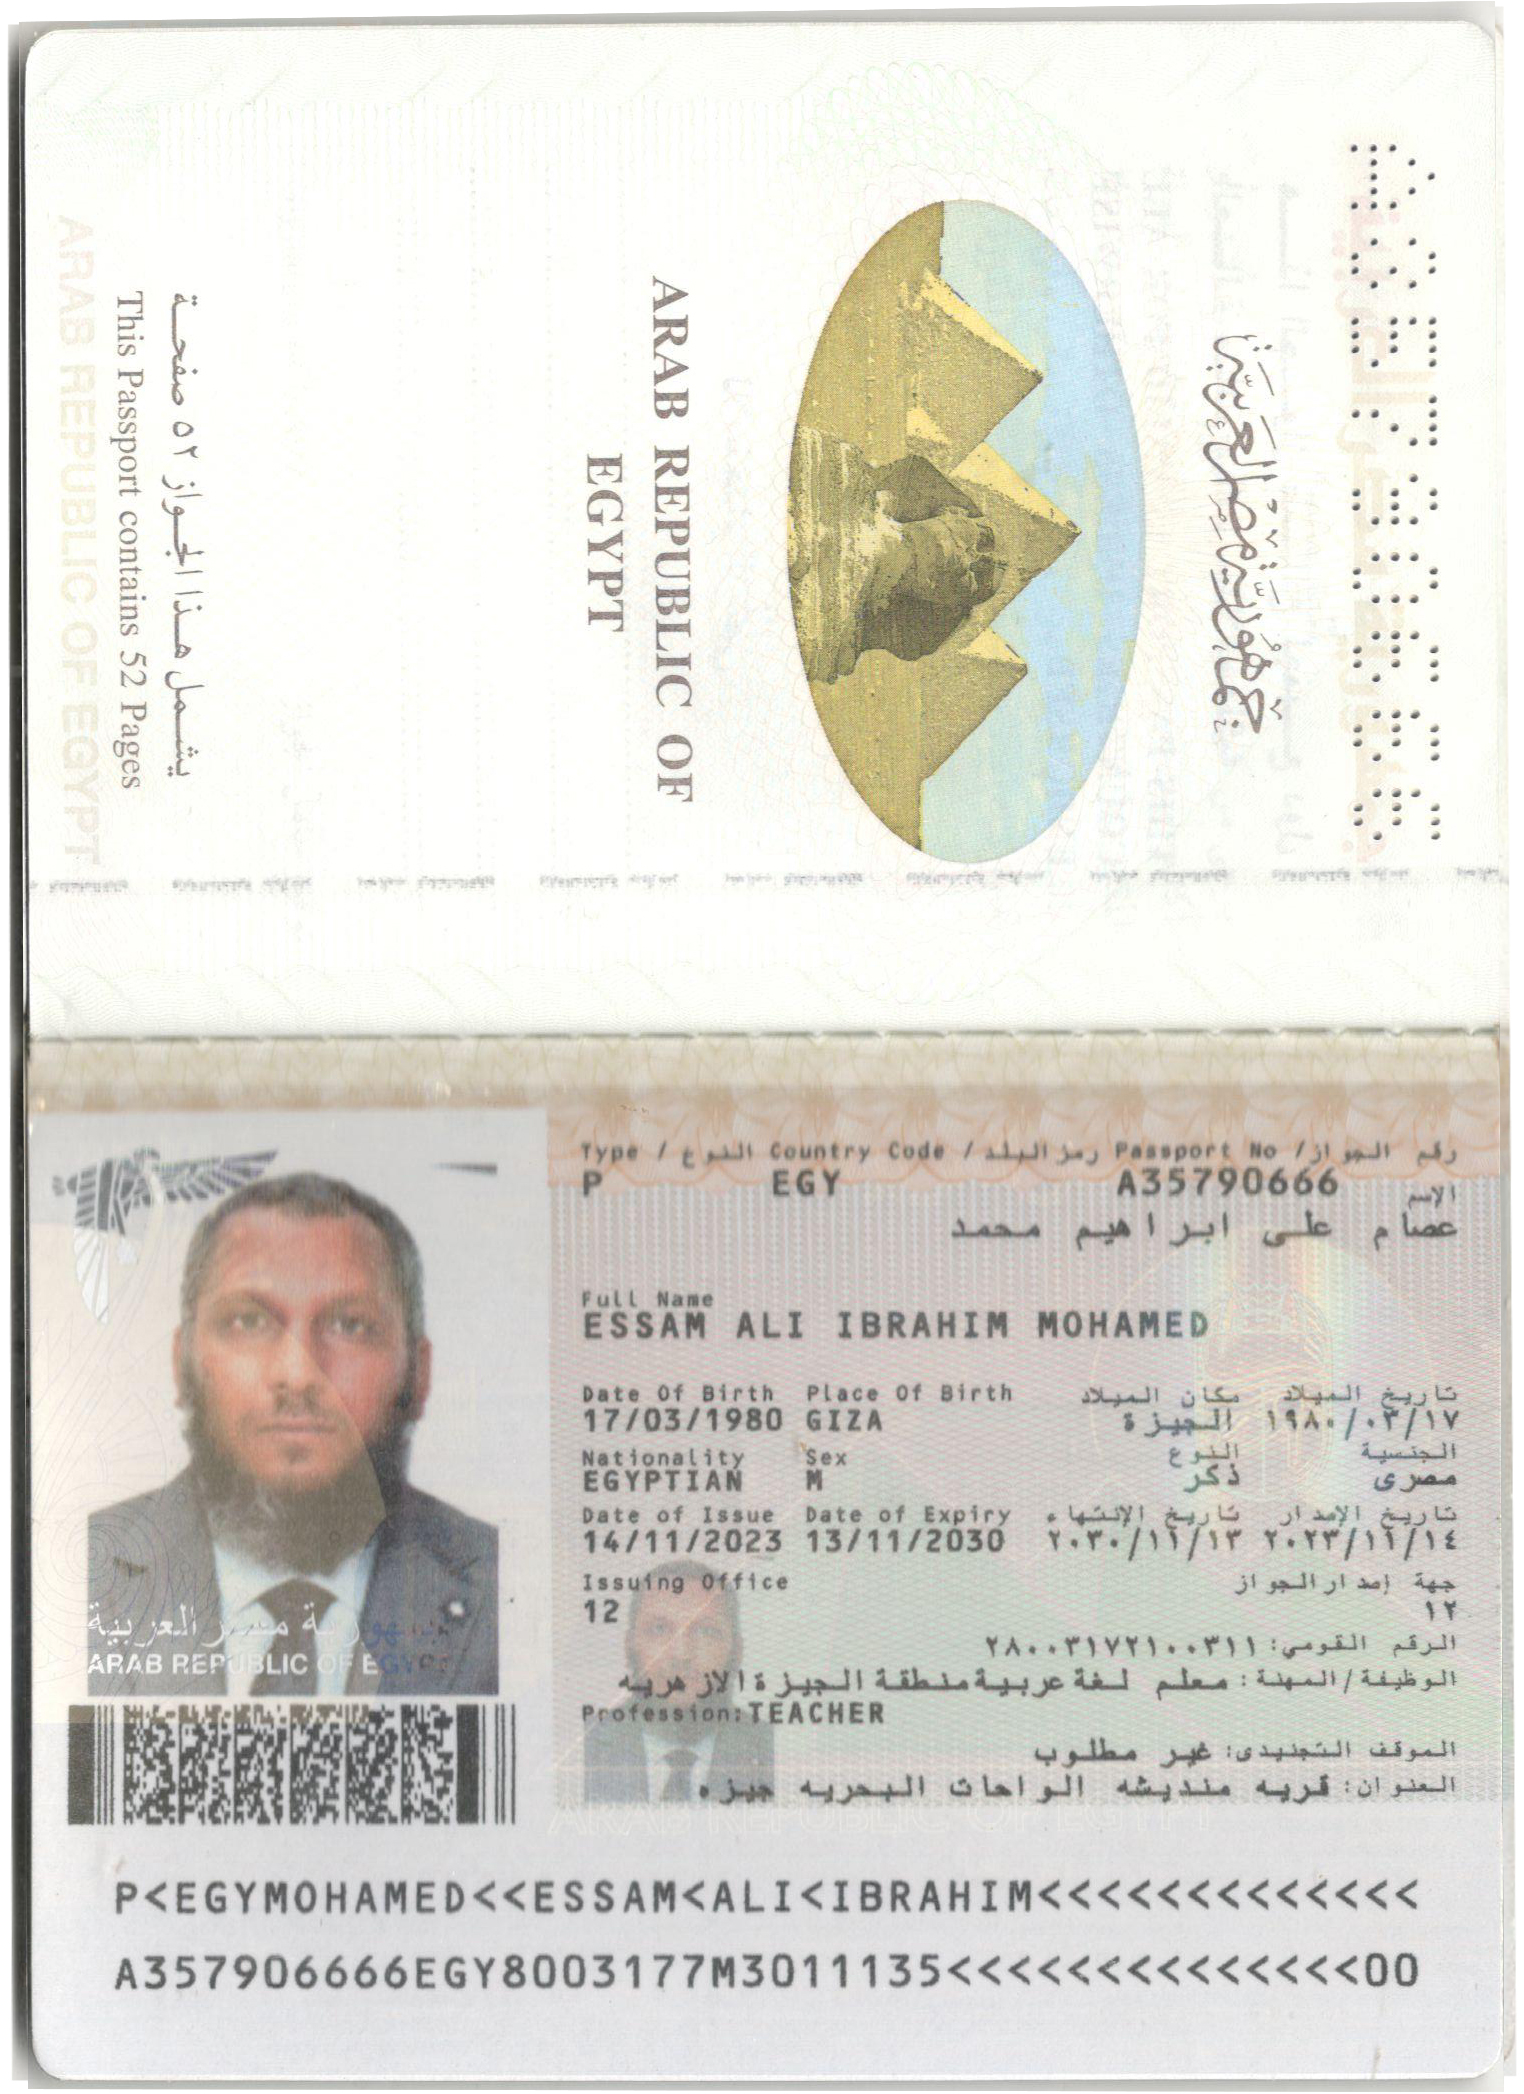 A35790666
جمهورية مصر العربية
ARAB REPUBLIC OF
EGYPT
يشمل هذا الجواز ٥٢ صفحة
This Passport contains 52 Pages
ARAB REPUBLIC OF EGYPT
Type / النوع Country Code / رمز البلد Passport No / رقم الجواز
P EGY A35790666
الإسم
عصام على ابراهيم محمد
Full Name
ESSAM ALI IBRAHIM MOHAMED
Date Of Birth Place Of Birth مكان الميلاد تاريخ الميلاد
17/03/1980 GIZA الجيزة ١٩٨٠/٠٣/١٧
Nationality Sex النوع الجنسية
EGYPTIAN M ذكر مصرى
Date of Issue Date of Expiry تاريخ الإنتهاء تاريخ الإصدار
14/11/2023 13/11/2030 ٢٠٣٠/١١/١٣ ٢٠٢٣/١١/١٤
Issuing Office جهة إصدار الجواز
12 ١٢
الرقم القومي: ٢٨٠٠٣١٧٢١٠٠٣١١
الوظيفة/المهنة: معلم لغة عربية منطقة الجيزة الازهريه
Profession:TEACHER
الموقف التجنيدى: غير مطلوب
العنوان: قريه منديشه الواحات البحريه جيزه
جمهورية مصر العربية
ARAB REPUBLIC OF EGYPT
P<EGYMOHAMED<<ESSAM<ALI<IBRAHIM<<<<<<<<<<<<<
A357906666EGY8003177M3011135<<<<<<<<<<<<<<00